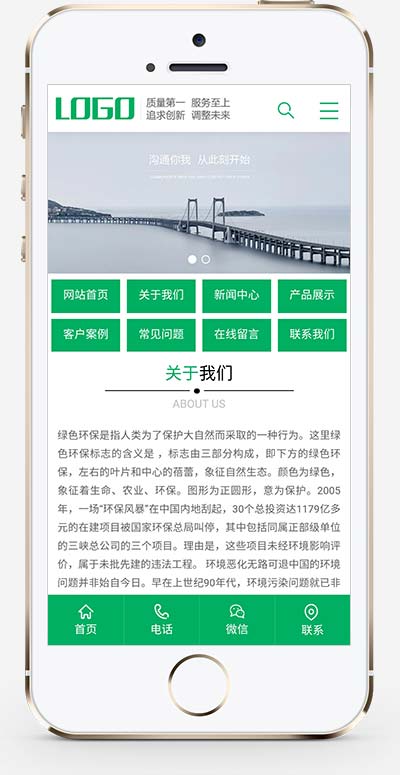 LOGO
质量第一 服务至上
追求创新 调整未来
沟通你我 从此刻开始
网站首页 关于我们 新闻中心 产品展示
客户案例 常见问题 在线留言 联系我们
关于我们
ABOUT US
绿色环保是指人类为了保护大自然而采取的一种行为。这里绿
色环保标志的含义是 ，标志由三部分构成，即下方的绿色环
保，左右的叶片和中心的蓓蕾，象征自然生态。颜色为绿色，
象征着生命、农业、环保。图形为正圆形，意为保护。2005
年，一场“环保风暴”在中国内地刮起，30个总投资达1179亿多
元的在建项目被国家环保总局叫停，其中包括同属正部级单位
的三峡总公司的三个项目。理由是，这些项目未经环境影响评
价，属于未批先建的违法工程。 环境恶化无路可退中国的环境
问题并非始自今日。早在上世纪90年代，环境污染问题就已非
首页 电话 微信 联系